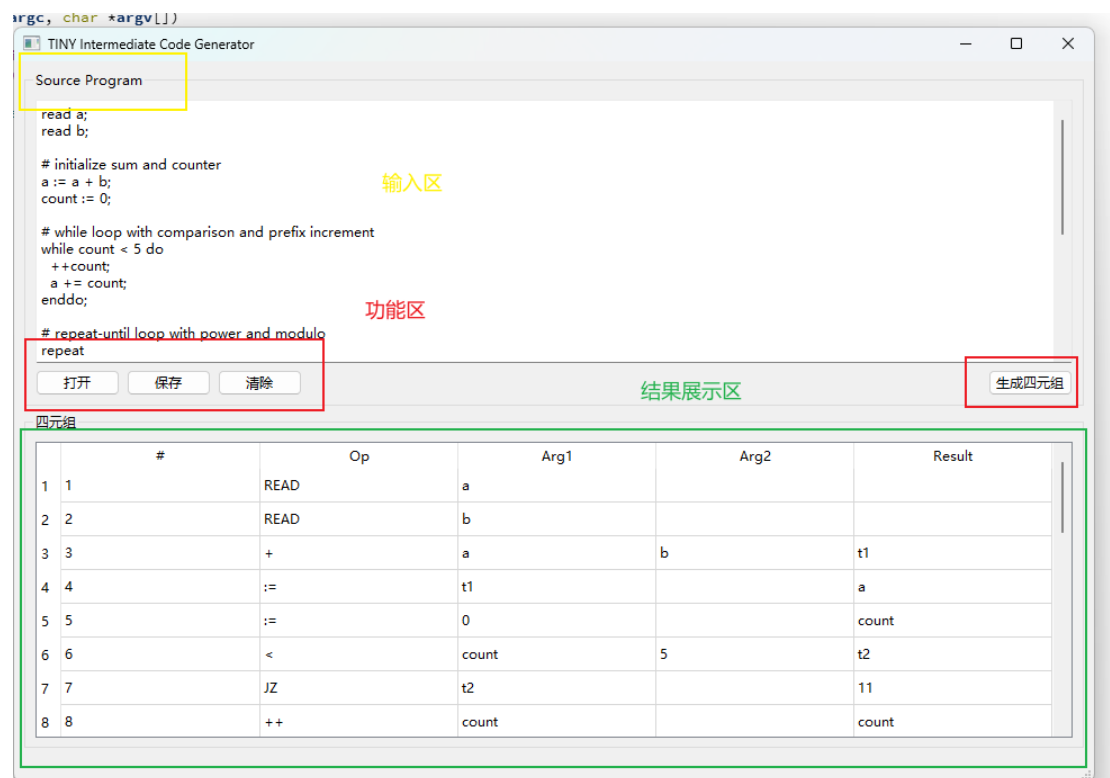 argc, char *argv[])
TINY Intermediate Code Generator
Source Program
read a;
read b;
# initialize sum and counter
a := a + b;
count := 0;
输入区
# while loop with comparison and prefix increment
while count < 5 do
++count;
a += count;
enddo;
功能区
# repeat-until loop with power and modulo
repeat
打开 保存 清除 结果展示区 生成四元组
四元组
# Op Arg1 Arg2 Result
1 1 READ a
2 2 READ b
3 3 + a b t1
4 4 := t1 a
5 5 := 0 count
6 6 < count 5 t2
7 7 JZ t2 11
8 8 ++ count count